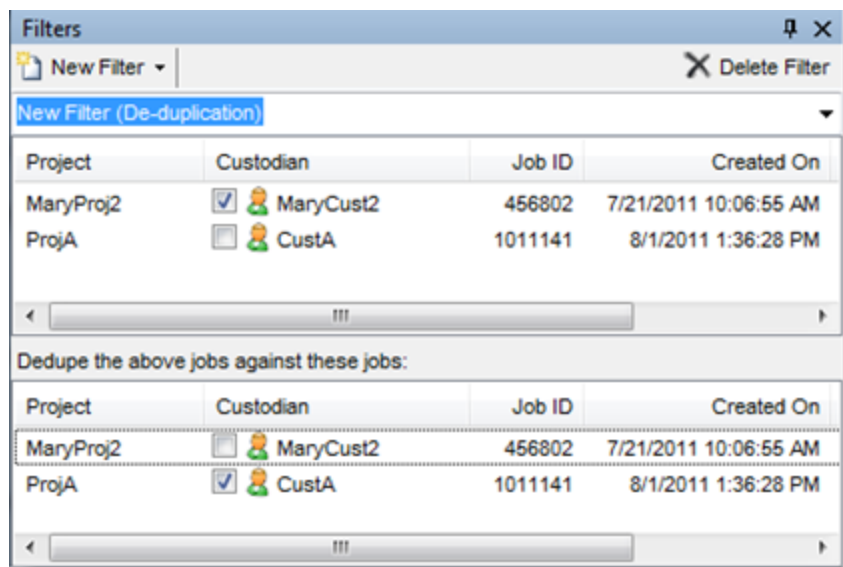 Filters
New Filter Delete Filter
New Filter (De-duplication)
Project Custodian Job ID Created On
MaryProj2 MaryCust2 456802 7/21/2011 10:06:55 AM
ProjA CustA 1011141 8/1/2011 1:36:28 PM
Dedupe the above jobs against these jobs:
Project Custodian Job ID Created On
MaryProj2 MaryCust2 456802 7/21/2011 10:06:55 AM
ProjA CustA 1011141 8/1/2011 1:36:28 PM